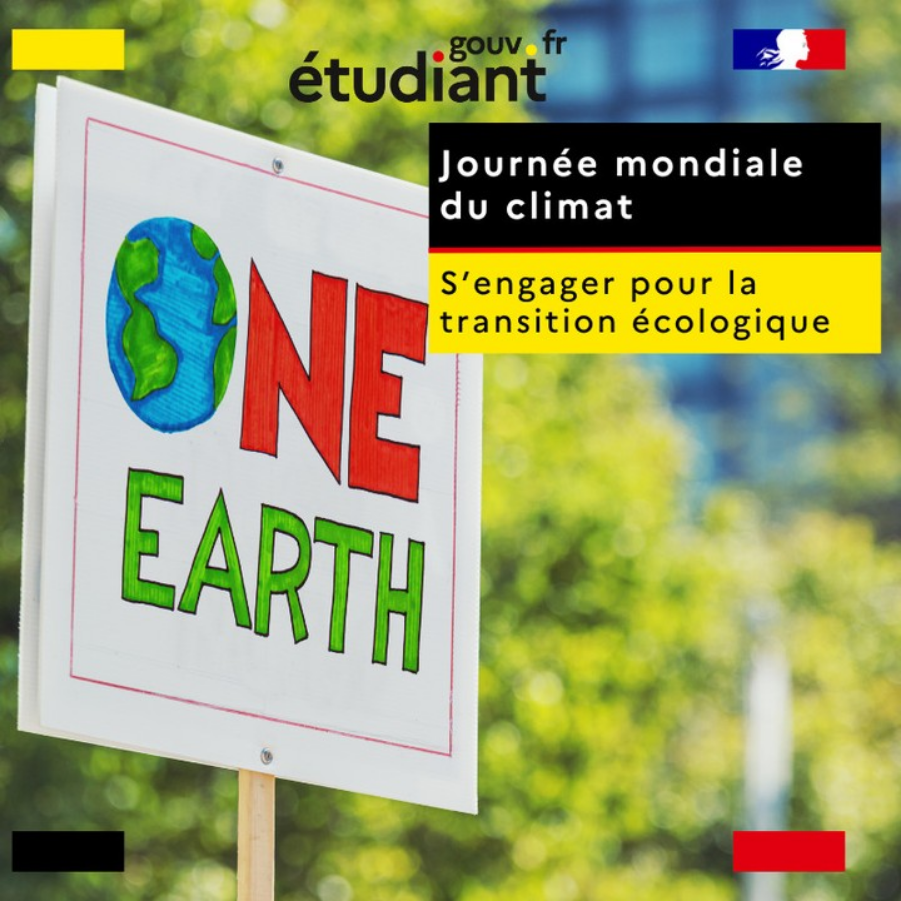 gouv.fr
étudiant
Journée mondiale
du climat
S'engager pour la
transition écologique
ONE
EARTH